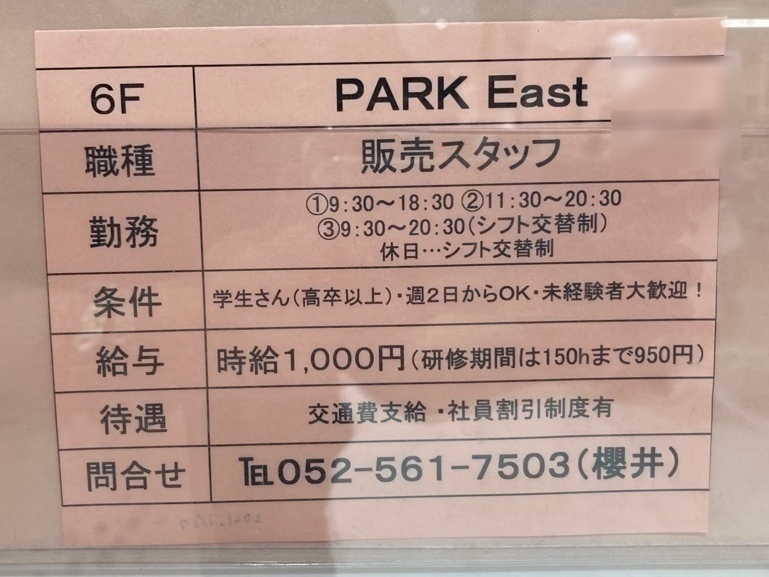 6F PARK East
職種 販売スタッフ
勤務 ①9:30～18:30 ②11:30～20:30
③9:30～20:30(シフト交替制)
休日…シフト交替制
条件 学生さん(高卒以上)・週2日からOK・未経験者大歓迎！
給与 時給1,000円(研修期間は150hまで950円)
待遇 交通費支給・社員割引制度有
問合せ ℡052-561-7503(櫻井)